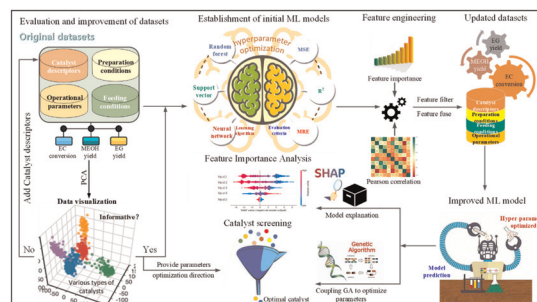 Evaluation and improvement of datasets
Original datasets
Catalyst
descriptors
Preparation
conditions
Operational
parameters
Feeding
conditions
EC
conversion
MEOH
yield
EG
yield
PCA
Data visualization
Informative?
Various types of
catalysts
Add Catalyst descriptors
No
Yes
Establishment of initial ML models
hyperparameter
optimization
Random
forest
Support
vector
Neural
network
Learning
algorithm
Evaluation
criteria
MSE
R²
MRE
Feature engineering
Feature importance
Feature filter
Feature fuse
Pearson correlation
Updated datasets
EG
yield
MEOH
yield
EC
conversion
Catalyst
descriptors
Preparation
conditions
Feeding
conditions
Operational
parameters
Feature Importance Analysis
SHAP
Model explanation
Improved ML model
Hyper param
optimized
Model
prediction
Catalyst screening
Provide parameters
optimization direction
Optimal catalyst
Genetic
Algorithm
Coupling GA to optimize
parameters